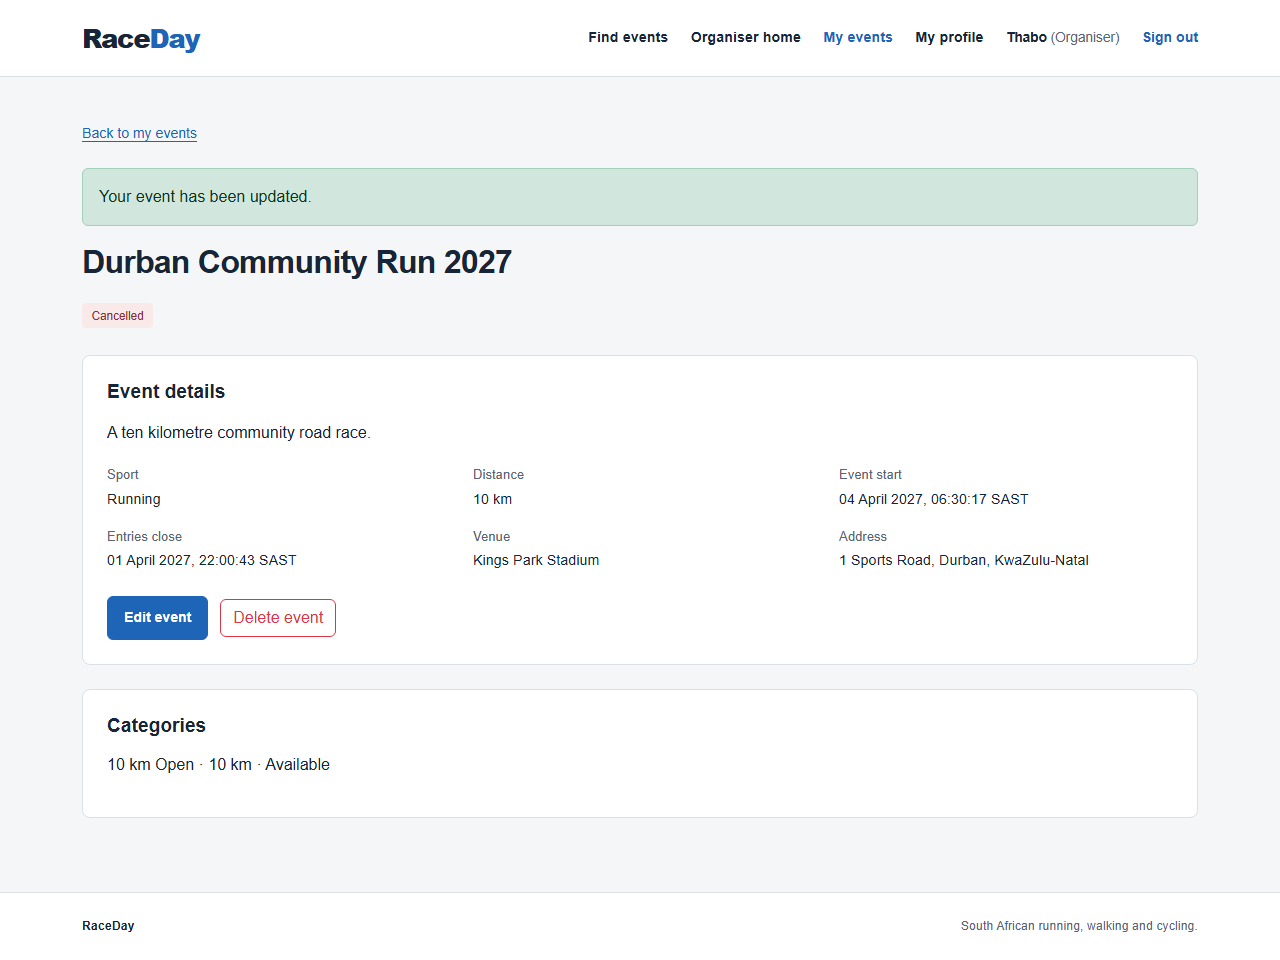 RaceDay
Find events
Organiser home
My events
My profile
Thabo (Organiser)
Sign out
Back to my events
Your event has been updated.
Durban Community Run 2027
Cancelled
Event details
A ten kilometre community road race.
Sport
Distance
Event start
Running
10 km
04 April 2027, 06:30:17 SAST
Entries close
Venue
Address
01 April 2027, 22:00:43 SAST
Kings Park Stadium
1 Sports Road, Durban, KwaZulu-Natal
Edit event
Delete event
Categories
10 km Open · 10 km · Available
RaceDay
South African running, walking and cycling.